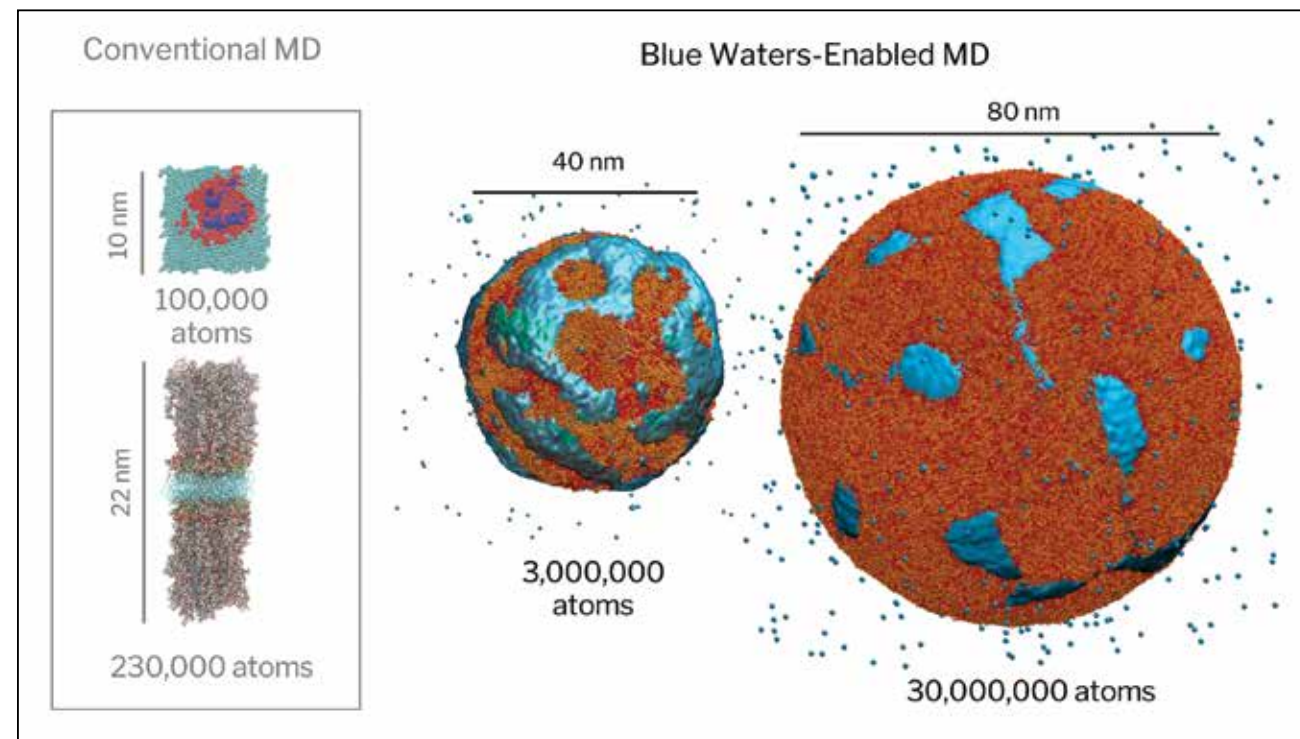 Conventional MD
10 nm
100,000
atoms
22 nm
230,000 atoms
Blue Waters-Enabled MD
40 nm
3,000,000
atoms
80 nm
30,000,000 atoms